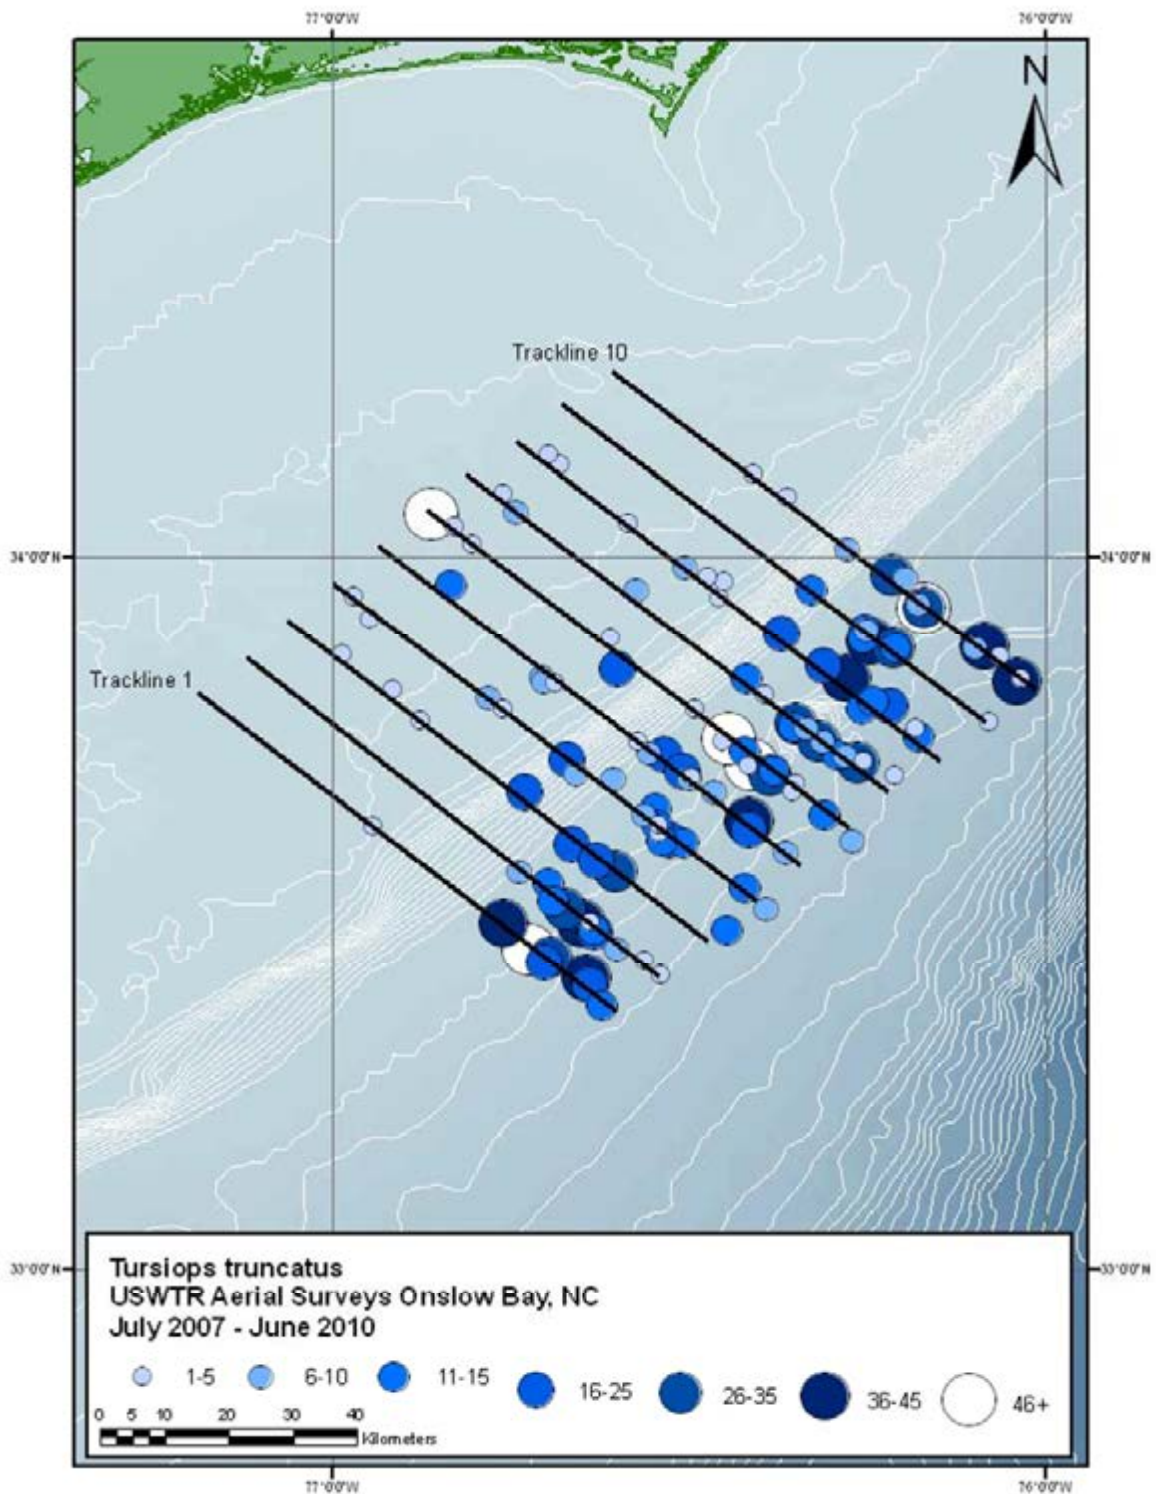 77°0'0"W 76°0'0"W
N
Trackline 10
34°0'0"N 34°0'0"N
Trackline 1
33°0'0"N 33°0'0"N
Tursiops truncatus
USWTR Aerial Surveys Onslow Bay, NC
July 2007 - June 2010
1-5 6-10 11-15 16-25 26-35 36-45 46+
0 5 10 20 30 40
Kilometers
77°0'0"W 76°0'0"W